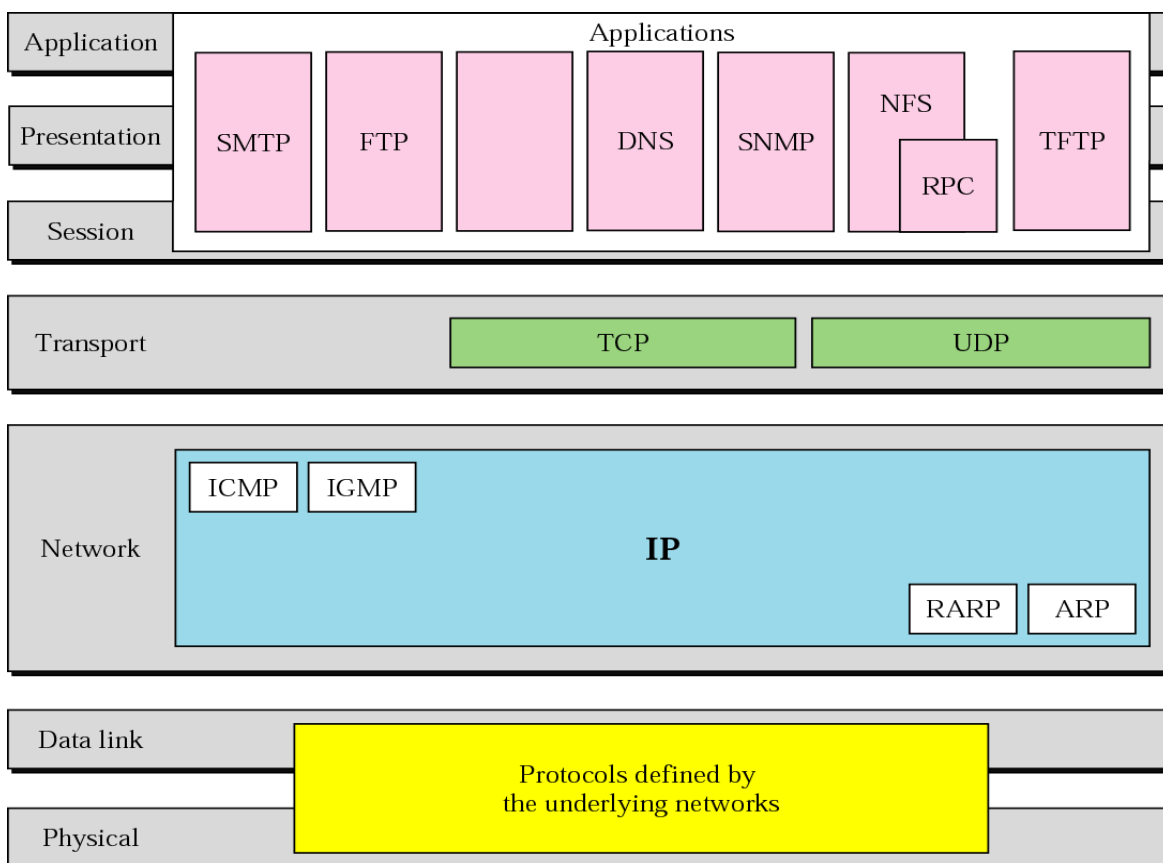 Application
Applications
SMTP
FTP
DNS
SNMP
NFS
RPC
TFTP
Presentation
Session
Transport
TCP
UDP
Network
ICMP
IGMP
IP
RARP
ARP
Data link
Protocols defined by
the underlying networks
Physical